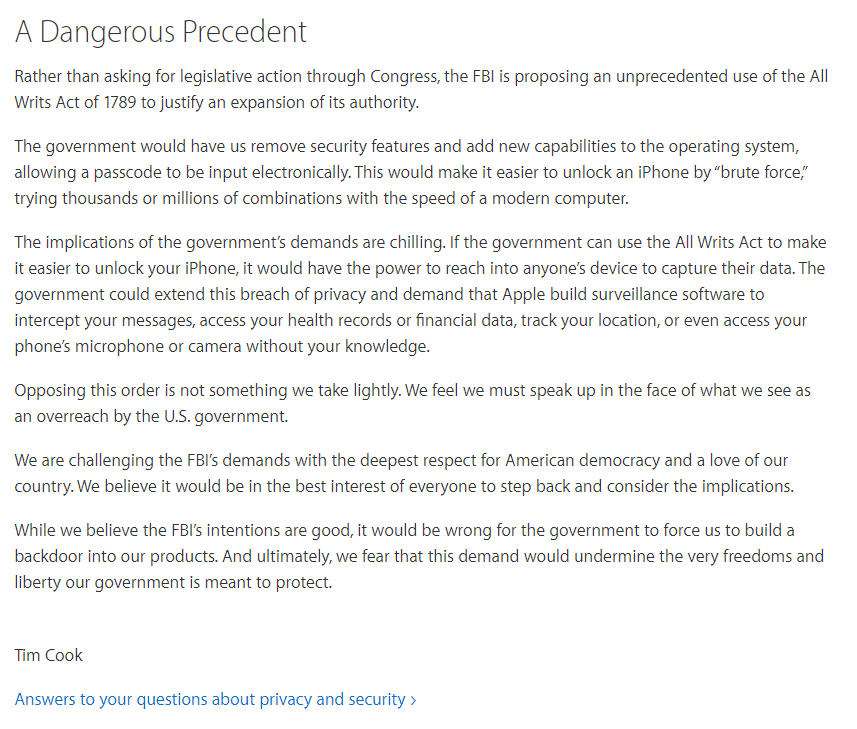 A Dangerous Precedent
Rather than asking for legislative action through Congress, the FBI is proposing an unprecedented use of the All
Writs Act of 1789 to justify an expansion of its authority.
The government would have us remove security features and add new capabilities to the operating system,
allowing a passcode to be input electronically. This would make it easier to unlock an iPhone by “brute force,”
trying thousands or millions of combinations with the speed of a modern computer.
The implications of the government’s demands are chilling. If the government can use the All Writs Act to make
it easier to unlock your iPhone, it would have the power to reach into anyone’s device to capture their data. The
government could extend this breach of privacy and demand that Apple build surveillance software to
intercept your messages, access your health records or financial data, track your location, or even access your
phone’s microphone or camera without your knowledge.
Opposing this order is not something we take lightly. We feel we must speak up in the face of what we see as
an overreach by the U.S. government.
We are challenging the FBI’s demands with the deepest respect for American democracy and a love of our
country. We believe it would be in the best interest of everyone to step back and consider the implications.
While we believe the FBI’s intentions are good, it would be wrong for the government to force us to build a
backdoor into our products. And ultimately, we fear that this demand would undermine the very freedoms and
liberty our government is meant to protect.
Tim Cook
Answers to your questions about privacy and security ›